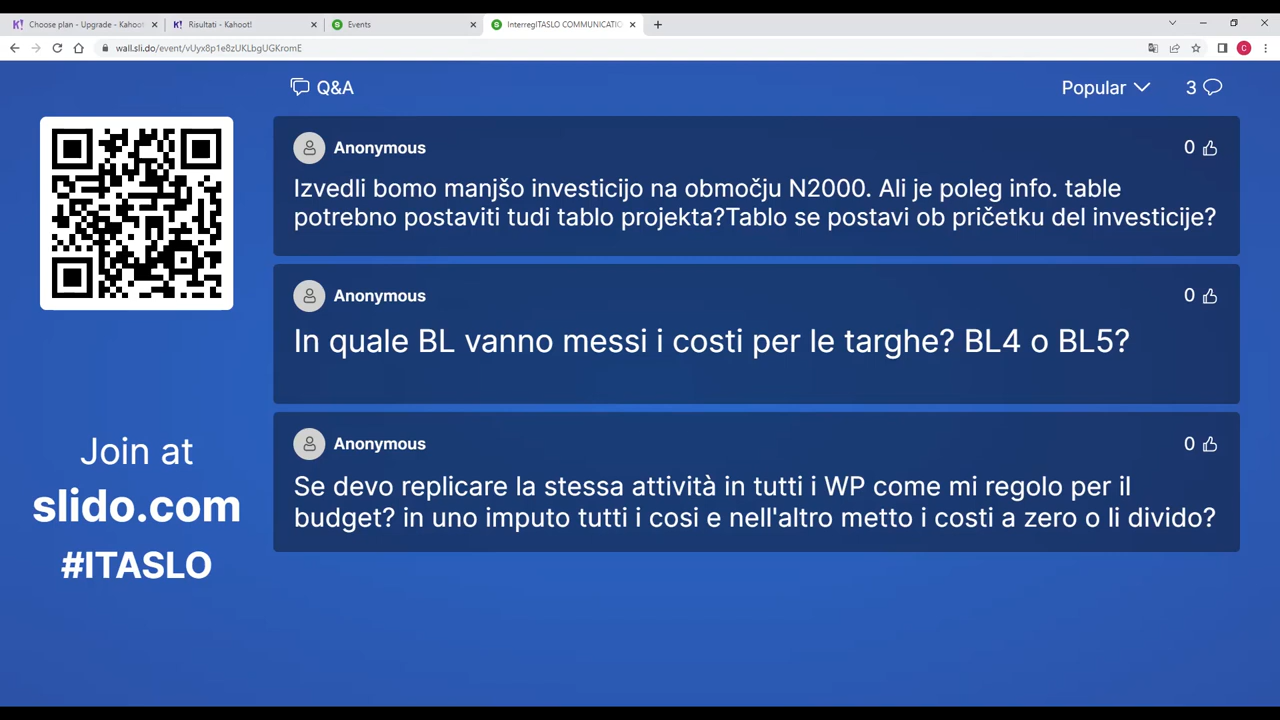 Choose plan - Upgrade - Kahoot
Risultati - Kahoot!
Events
InterregITASLO COMMUNICATIO
wall.sli.do/event/vUyx8p1e8zUKLbgUGKromE
C
Q&A
Popular
3
Anonymous
0
Izvedli bomo manjšo investicijo na območju N2000. Ali je poleg info. table
potrebno postaviti tudi tablo projekta?Tablo se postavi ob pričetku del investicije?
Anonymous
0
In quale BL vanno messi i costi per le targhe? BL4 o BL5?
Anonymous
0
Se devo replicare la stessa attività in tutti i WP come mi regolo per il
budget? in uno imputo tutti i cosi e nell'altro metto i costi a zero o li divido?
Join at
slido.com
#ITASLO